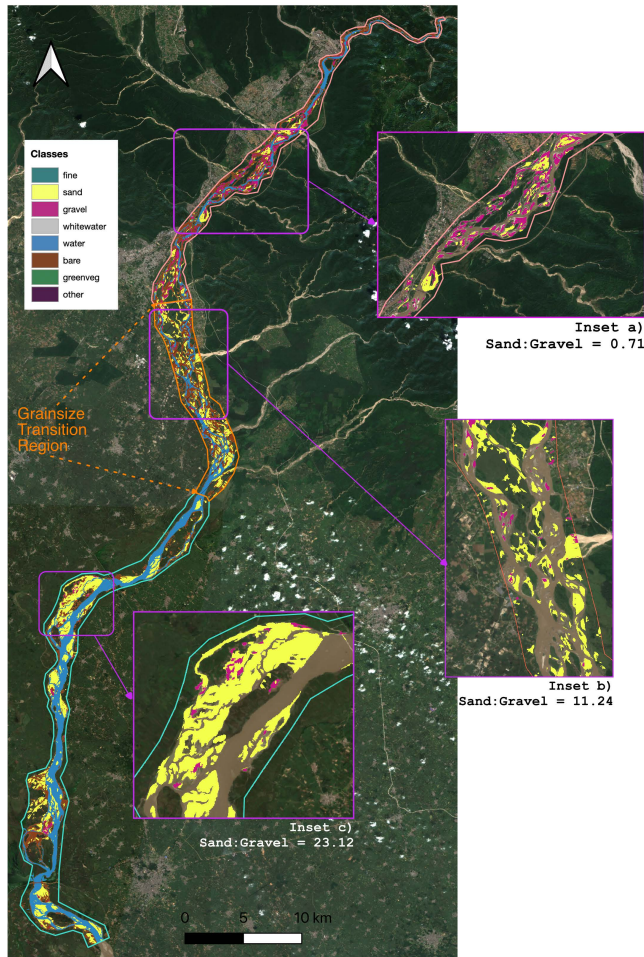 Classes
fine
sand
gravel
whitewater
water
bare
greenveg
other
Inset a)
Sand:Gravel = 0.71
Grainsize
Transition
Region
Inset b)
Sand:Gravel = 11.24
Inset c)
Sand:Gravel = 23.12
0 5 10 km